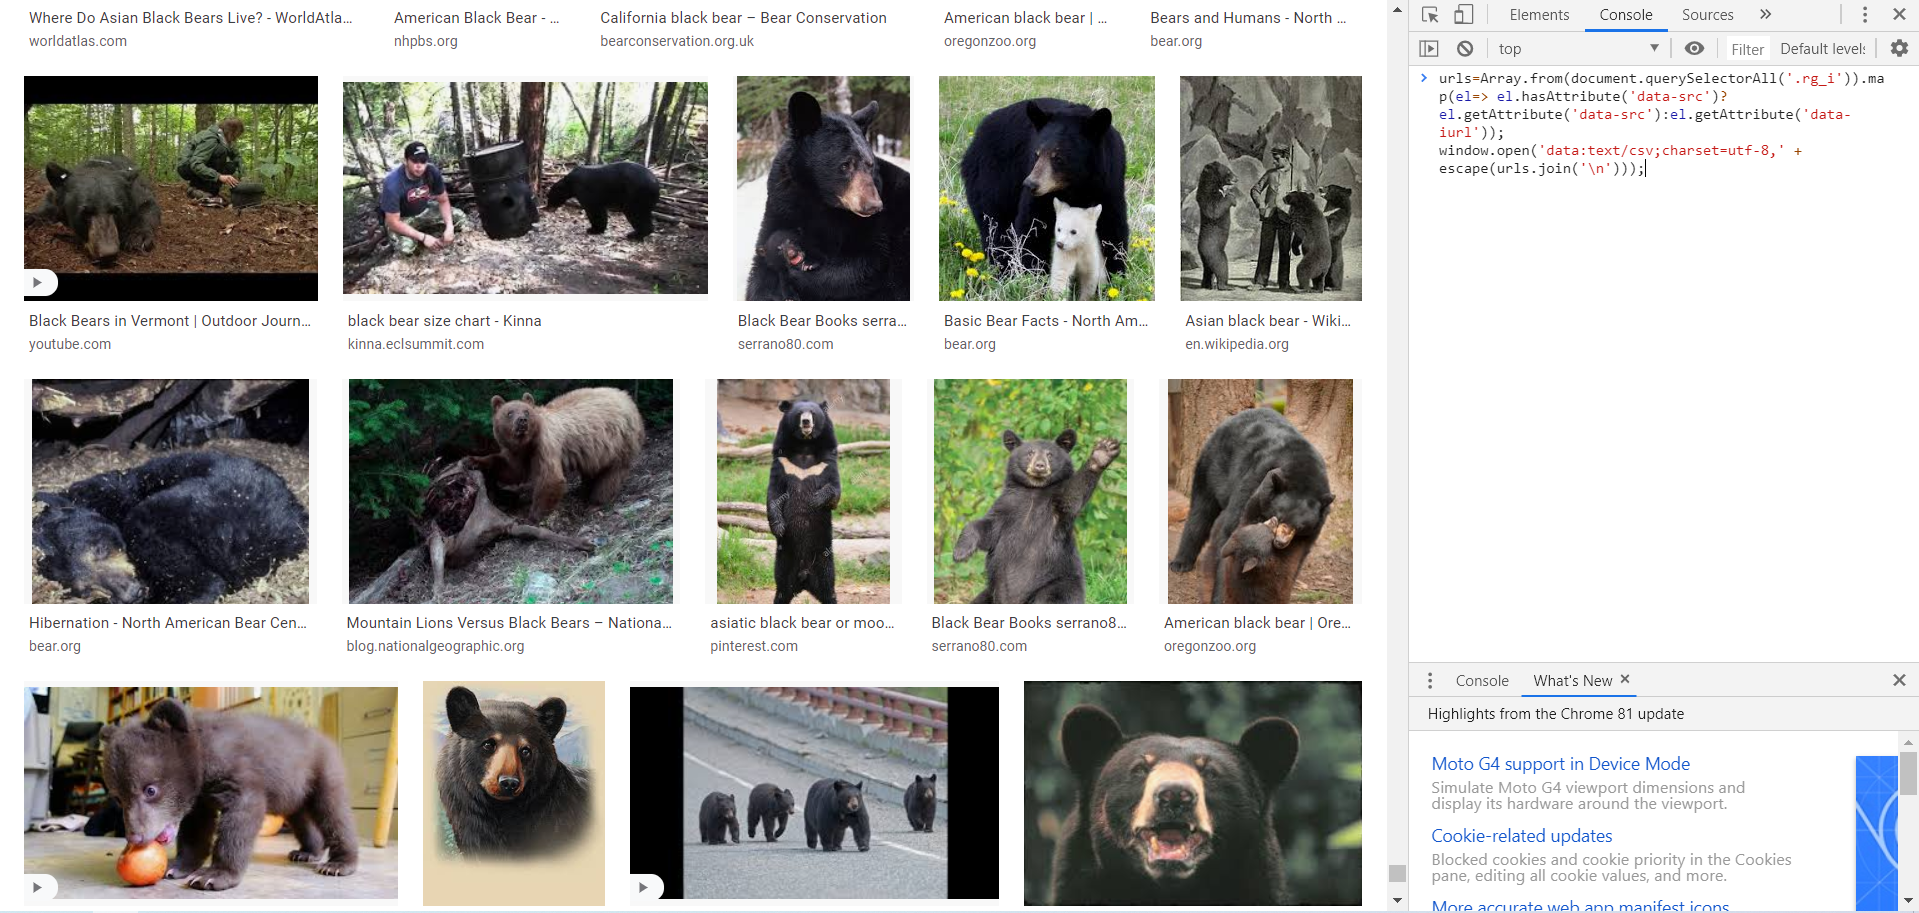 Where Do Asian Black Bears Live? - WorldAtla...
worldatlas.com
American Black Bear - ...
nhpbs.org
California black bear – Bear Conservation
bearconservation.org.uk
American black bear | ...
oregonzoo.org
Bears and Humans - North ...
bear.org
Black Bears in Vermont | Outdoor Journ...
youtube.com
black bear size chart - Kinna
kinna.eclsummit.com
Black Bear Books serra...
serrano80.com
Basic Bear Facts - North Am...
bear.org
Asian black bear - Wiki...
en.wikipedia.org
Hibernation - North American Bear Cen...
bear.org
Mountain Lions Versus Black Bears – Nationa...
blog.nationalgeographic.org
asiatic black bear or moo...
pinterest.com
Black Bear Books serrano8...
serrano80.com
American black bear | Ore...
oregonzoo.org
Elements Console Sources
top Filter Default levels
urls=Array.from(document.querySelectorAll('.rg_i')).ma
p(el=> el.hasAttribute('data-src')?
el.getAttribute('data-src'):el.getAttribute('data-
iurl'));
window.open('data:text/csv;charset=utf-8,' +
escape(urls.join('\n')));
Console What's New
Highlights from the Chrome 81 update
Moto G4 support in Device Mode
Simulate Moto G4 viewport dimensions and
display its hardware around the viewport.
Cookie-related updates
Blocked cookies and cookie priority in the Cookies
pane, editing all cookie values, and more.
More accurate web app manifest icons